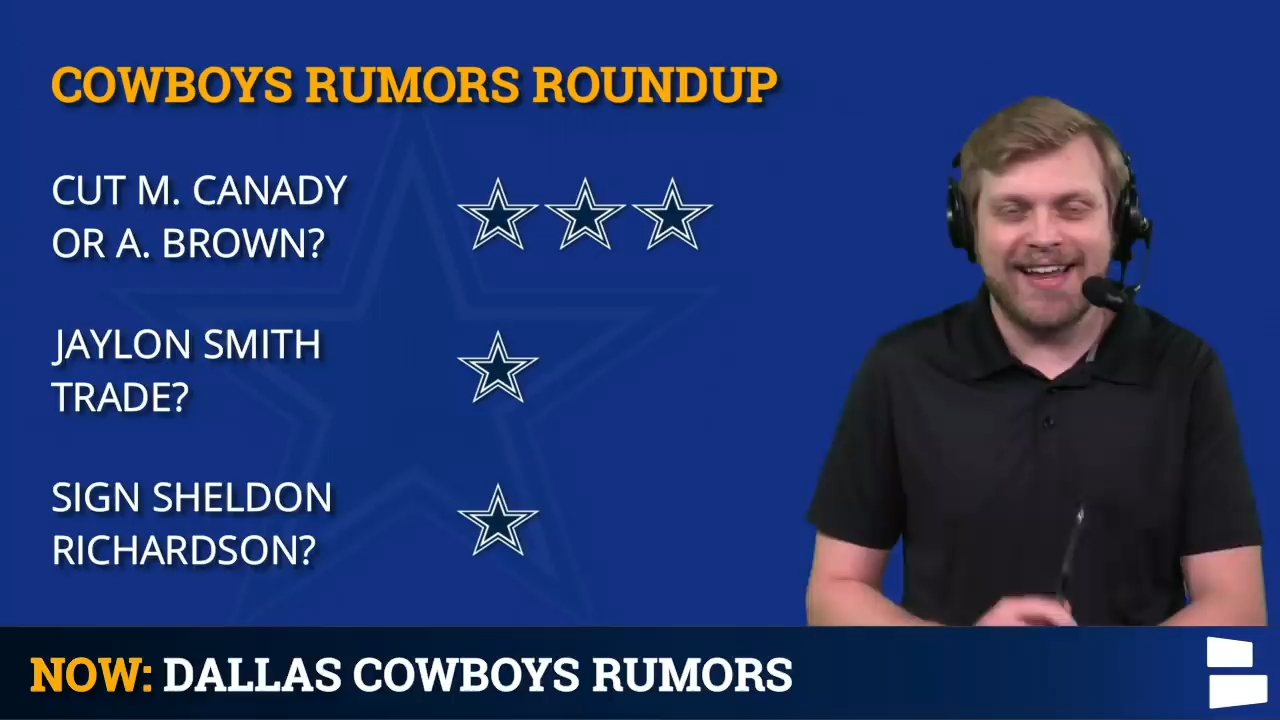 COWBOYS RUMORS ROUNDUP
CUT M. CANADY
OR A. BROWN?
JAYLON SMITH
TRADE?
SIGN SHELDON
RICHARDSON?
NOW: DALLAS COWBOYS RUMORS